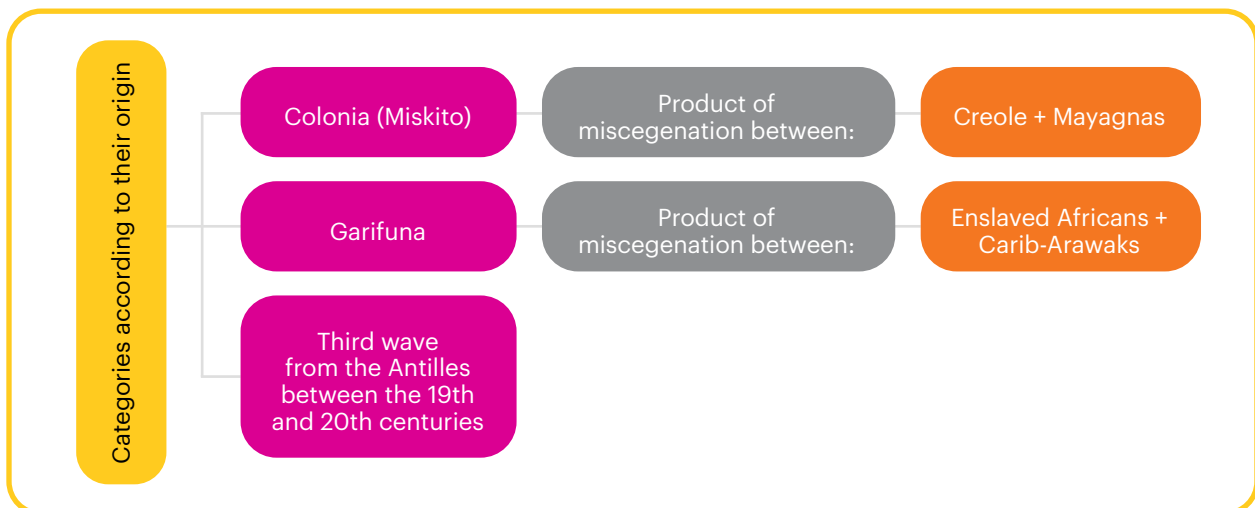 Categories according to their origin
Colonia (Miskito)
Product of
miscegenation between:
Creole + Mayagnas
Garifuna
Product of
miscegenation between:
Enslaved Africans +
Carib-Arawaks
Third wave
from the Antilles
between the 19th
and 20th centuries